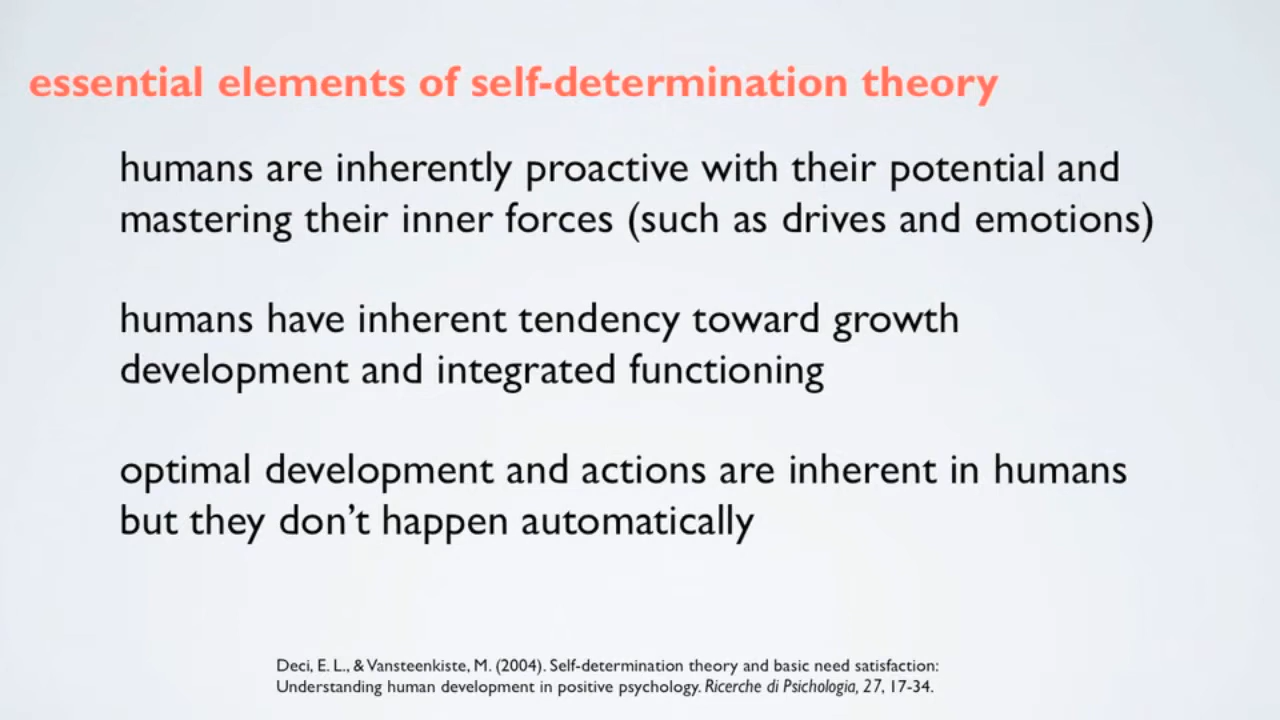 essential elements of self-determination theory
humans are inherently proactive with their potential and
mastering their inner forces (such as drives and emotions)
humans have inherent tendency toward growth
development and integrated functioning
optimal development and actions are inherent in humans
but they don’t happen automatically
Deci, E. L., & Vansteenkiste, M. (2004). Self-determination theory and basic need satisfaction:
Understanding human development in positive psychology. Ricerche di Psichologia, 27, 17-34.